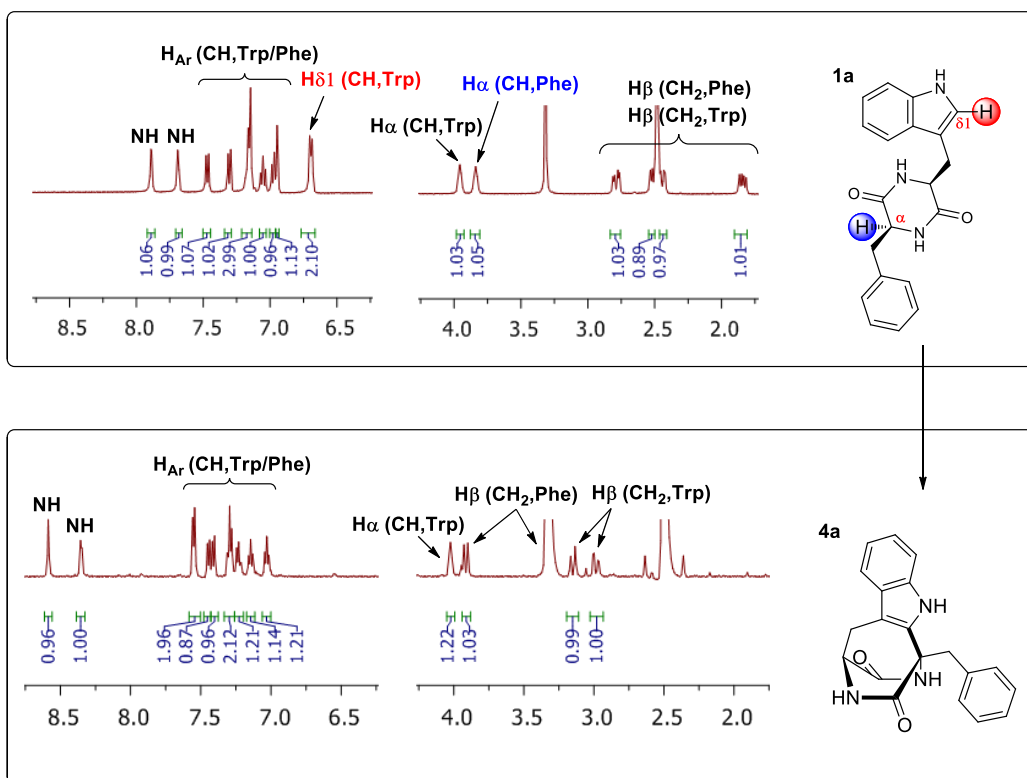 H_Ar (CH,Trp/Phe)
Hδ1 (CH,Trp)
NH
NH
Hα (CH,Trp)
Hα (CH,Phe)
Hβ (CH2,Phe)
Hβ (CH2,Trp)
1.06
0.99
1.07
1.02
2.99
1.00
0.96
1.13
2.10
1.03
1.05
1.03
0.89
0.97
1.01
8.5 8.0 7.5 7.0 6.5
4.0 3.5 3.0 2.5 2.0
1a
H
N
H
δ1
HN
O
O
α
H
NH
H_Ar (CH,Trp/Phe)
NH
NH
Hα (CH,Trp)
Hβ (CH2,Phe)
Hβ (CH2,Trp)
0.96
1.00
1.96
0.87
0.96
2.12
1.21
1.14
1.21
1.22
1.03
0.99
1.00
8.5 8.0 7.5 7.0 6.5
4.0 3.5 3.0 2.5 2.0
4a
NH
O
NH
HN
O